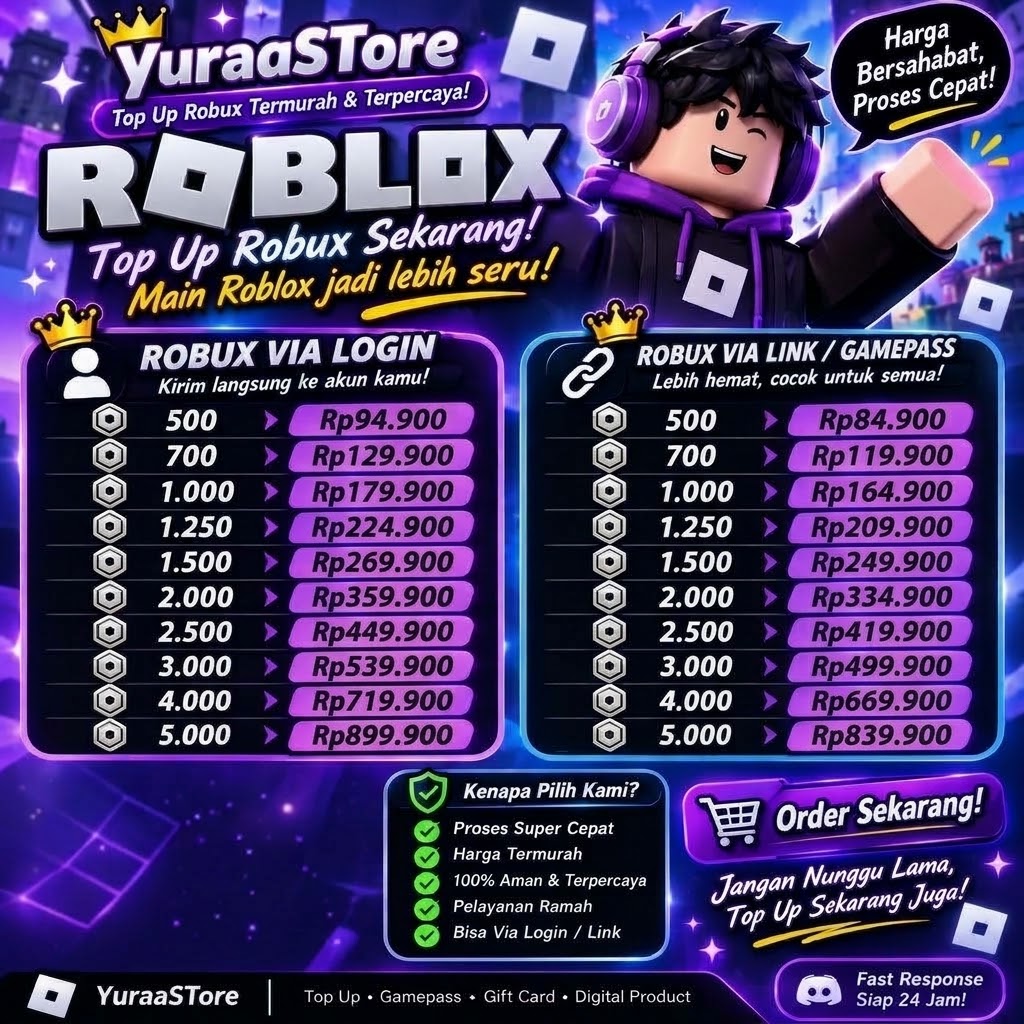 YuraaSTore
Top Up Robux Termurah & Terpercaya!
Harga
Bersahabat,
Proses Cepat!
ROBLOX
Top Up Robux Sekarang!
Main Roblox jadi lebih seru!
ROBUX VIA LOGIN
Kirim langsung ke akun kamu!
500 Rp94.900
700 Rp129.900
1.000 Rp179.900
1.250 Rp224.900
1.500 Rp269.900
2.000 Rp359.900
2.500 Rp449.900
3.000 Rp539.900
4.000 Rp719.900
5.000 Rp899.900
ROBUX VIA LINK / GAMEPASS
Lebih hemat, cocok untuk semua!
500 Rp84.900
700 Rp119.900
1.000 Rp164.900
1.250 Rp209.900
1.500 Rp249.900
2.000 Rp334.900
2.500 Rp419.900
3.000 Rp499.900
4.000 Rp669.900
5.000 Rp839.900
Kenapa Pilih Kami?
Proses Super Cepat
Harga Termurah
100% Aman & Terpercaya
Pelayanan Ramah
Bisa Via Login / Link
Order Sekarang!
Jangan Nunggu Lama,
Top Up Sekarang Juga!
YuraaSTore
Top Up • Gamepass • Gift Card • Digital Product
Fast Response
Siap 24 Jam!